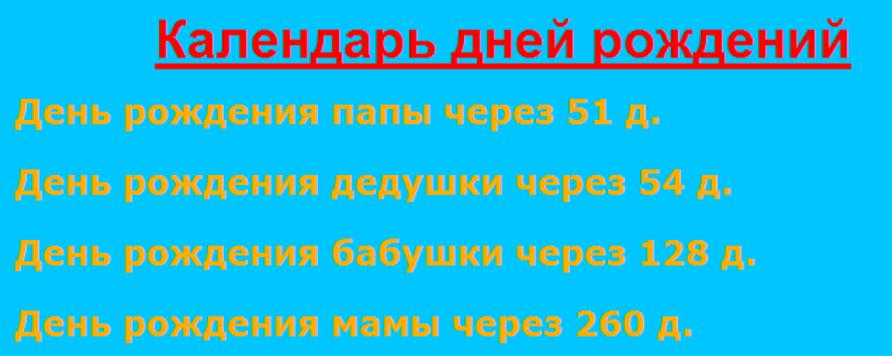 Календарь дней рождений
День рождения папы через 51 д.
День рождения дедушки через 54 д.
День рождения бабушки через 128 д.
День рождения мамы через 260 д.